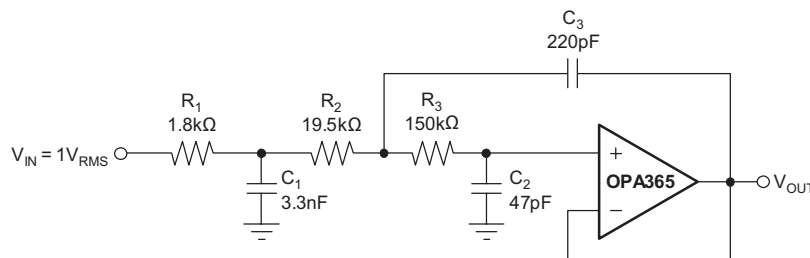 C3
220pF
R1
1.8kΩ
R2
19.5kΩ
R3
150kΩ
VIN = 1VRMS
C1
3.3nF
C2
47pF
+
OPA365
−
VOUT